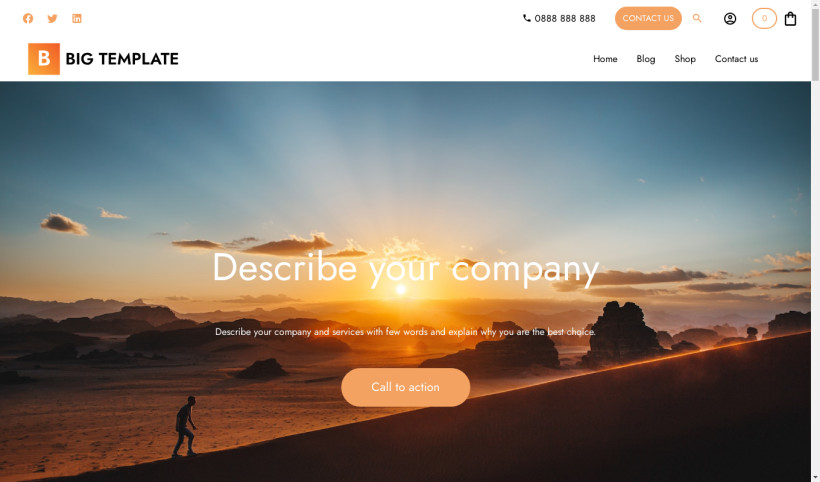 0888 888 888
CONTACT US
0
B BIG TEMPLATE
Home Blog Shop Contact us
Describe your company
Describe your company and services with few words and explain why you are the best choice.
Call to action